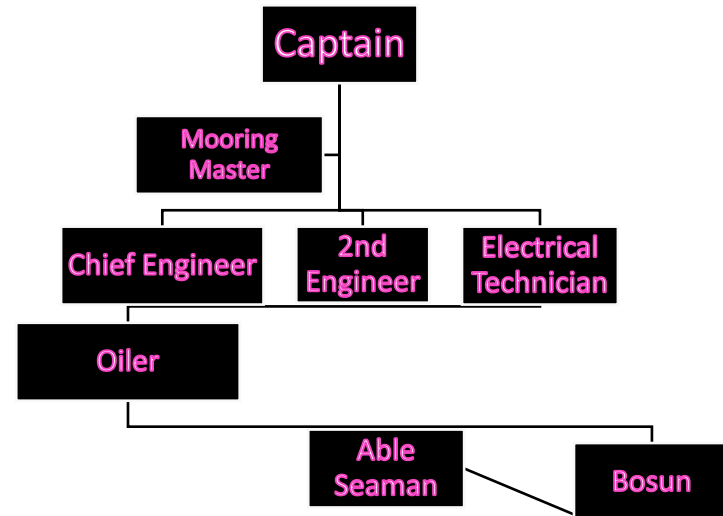 Captain
Mooring
Master
Chief Engineer
2nd
Engineer
Electrical
Technician
Oiler
Able
Seaman
Bosun